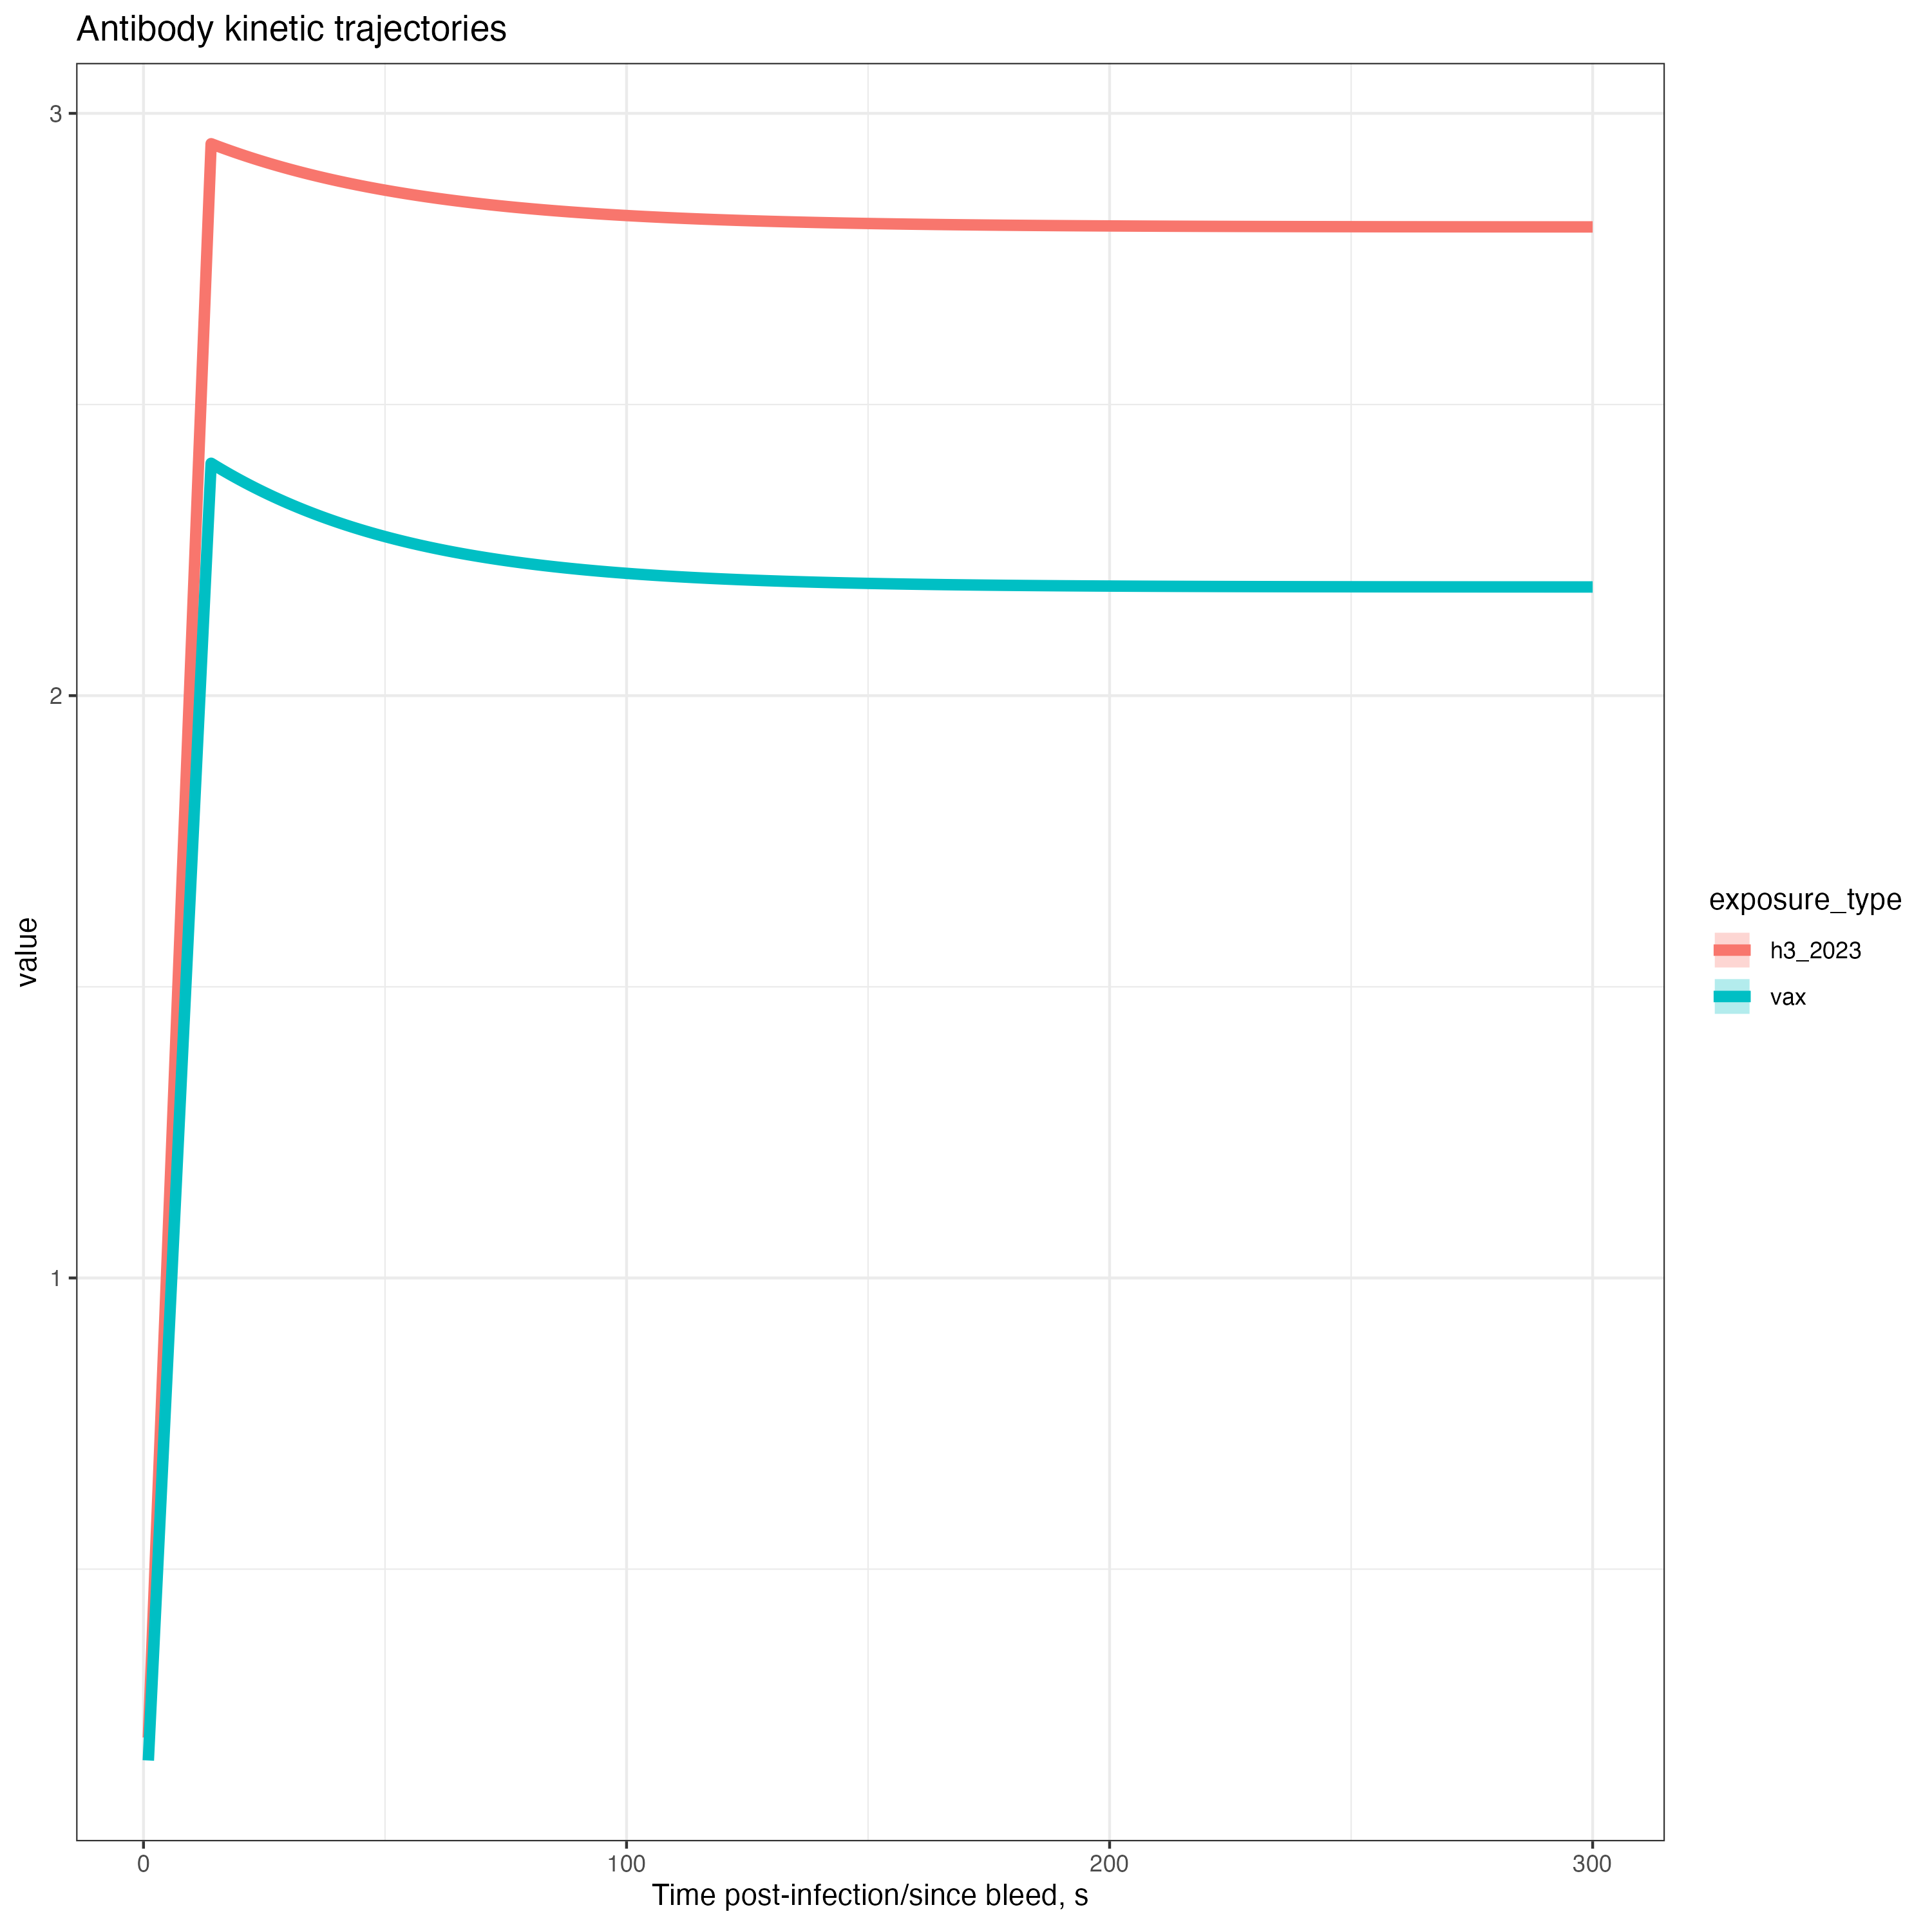 Antibody kinetic trajectories
3
2
1
value
0 100 200 300
Time post-infection/since bleed, s
exposure_type
h3_2023
vax